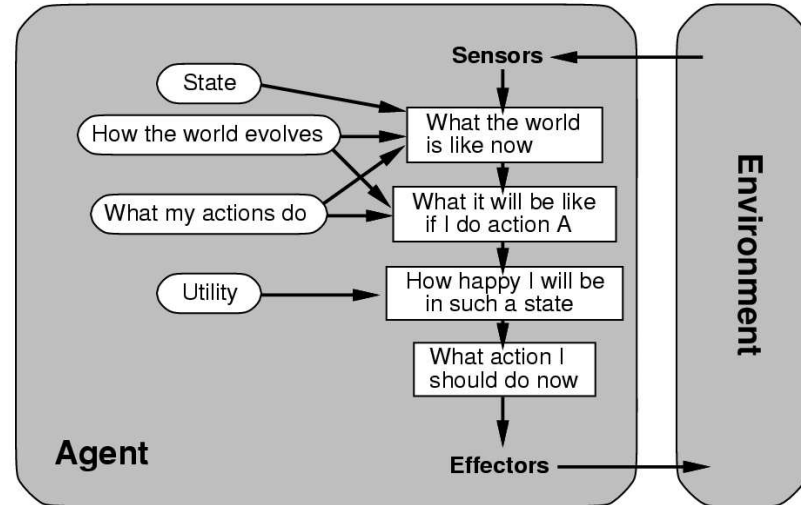 Sensors
State
How the world evolves
What my actions do
Utility
What the world
is like now
What it will be like
if I do action A
How happy I will be
in such a state
What action I
should do now
Agent
Effectors
Environment